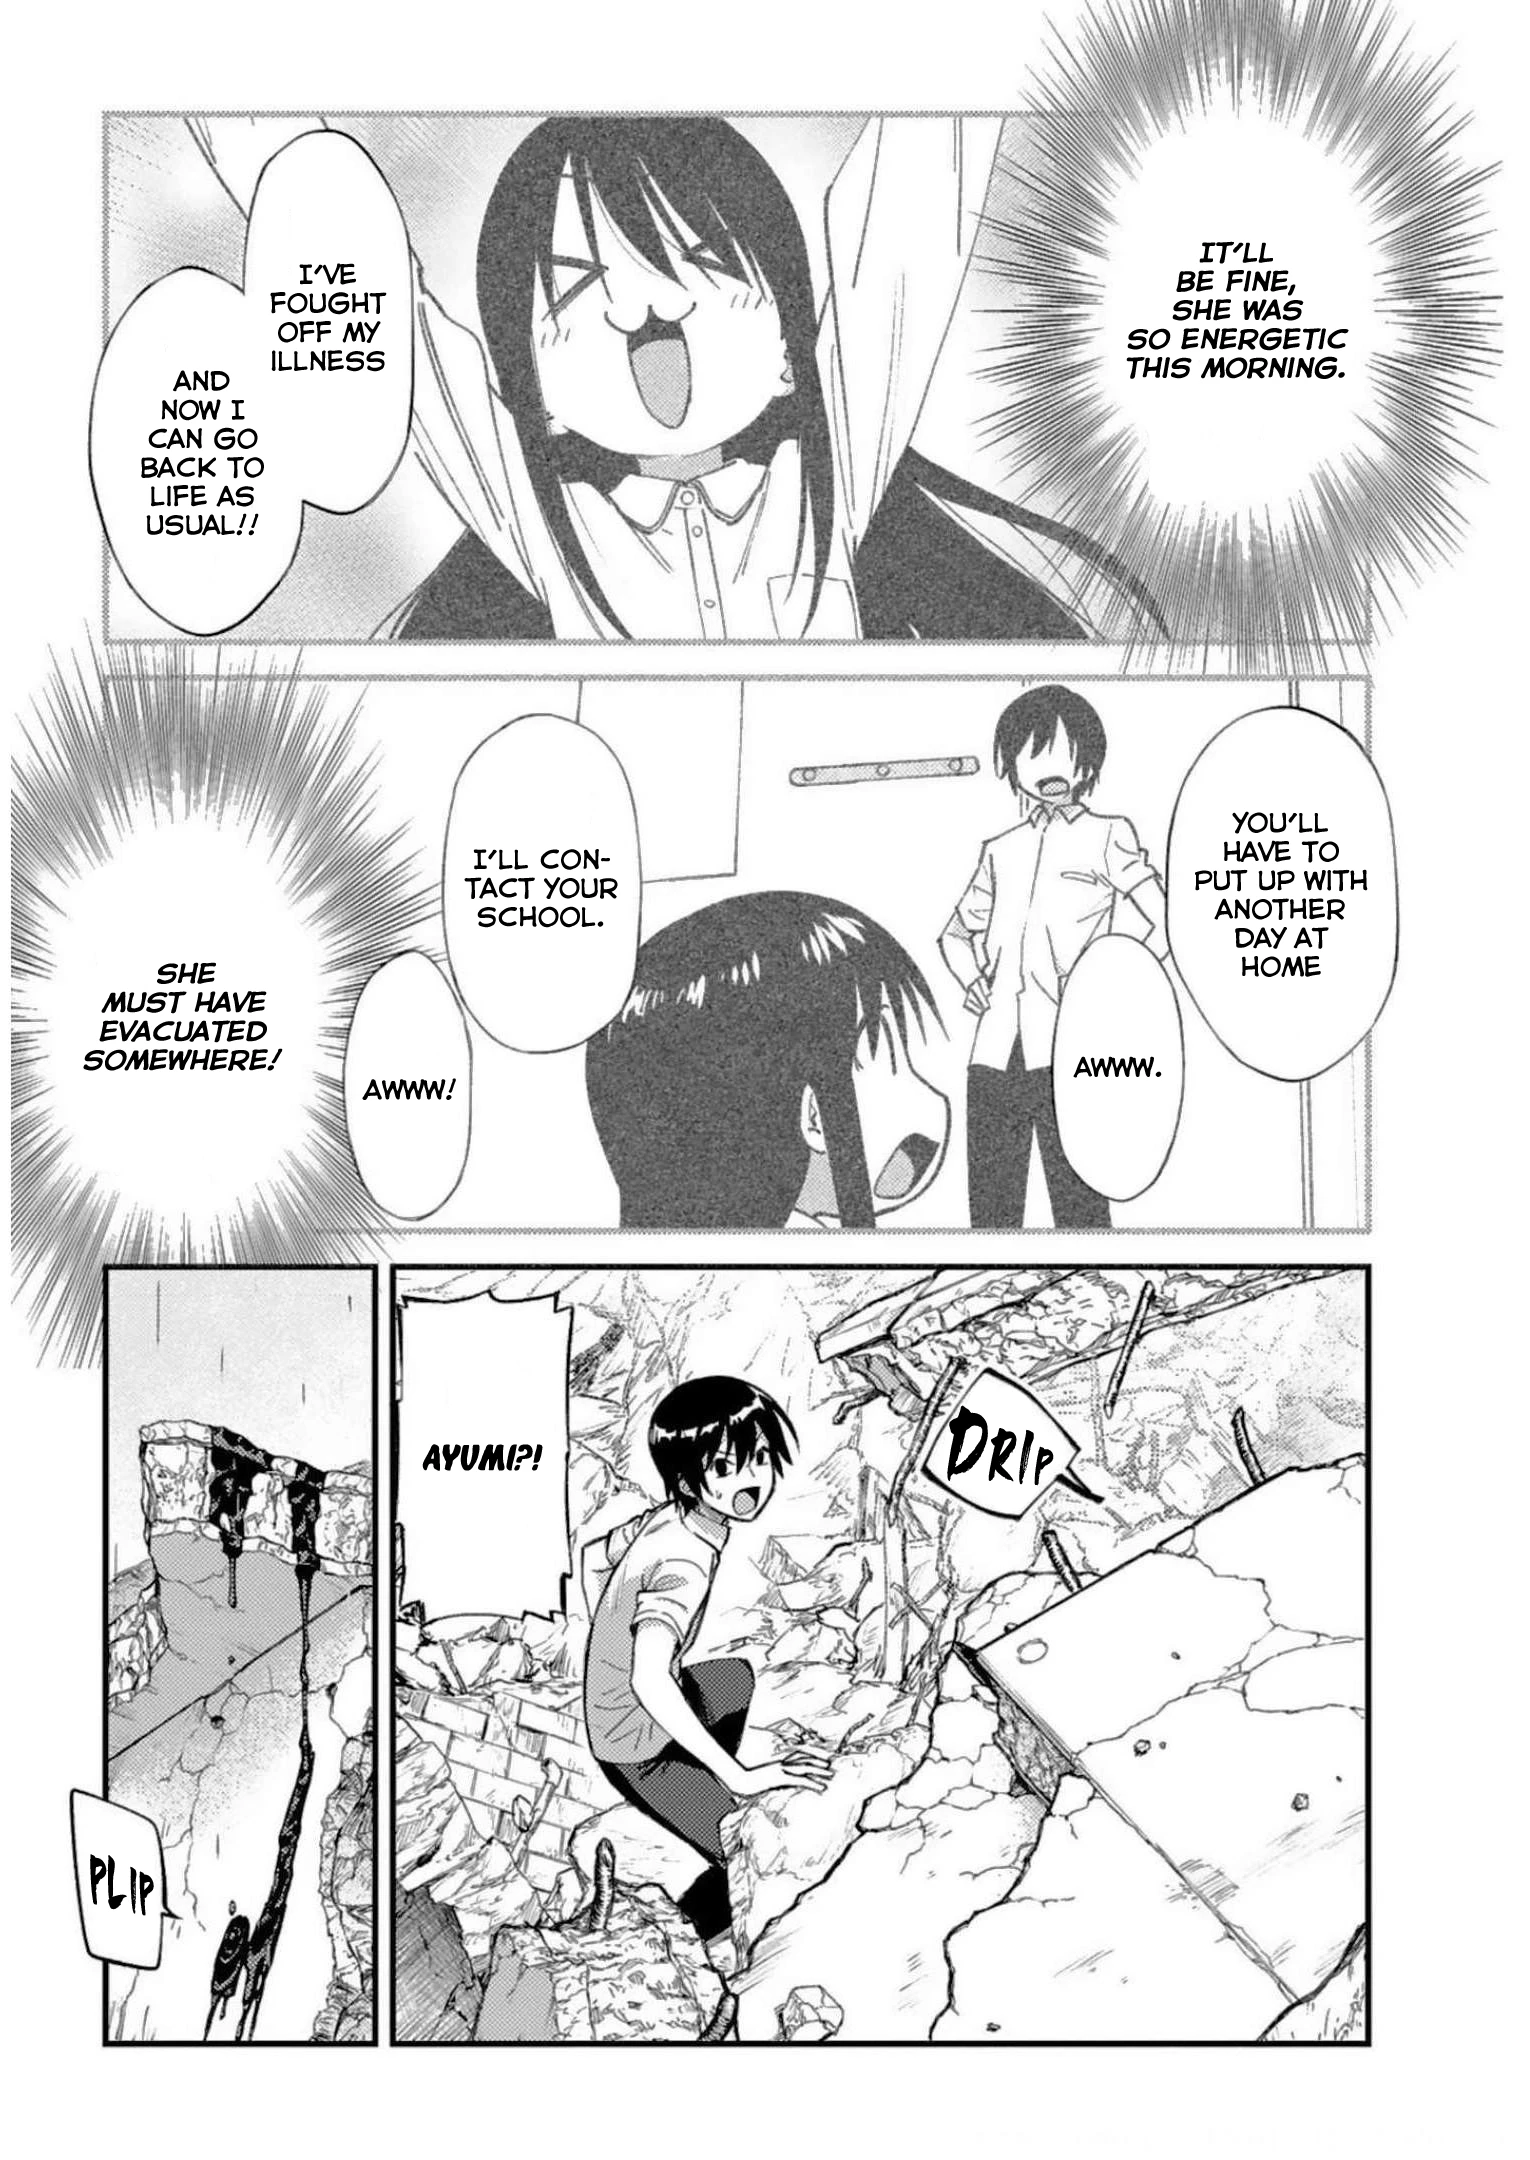 IT'LL
BE FINE,
SHE WAS
SO ENERGETIC
THIS MORNING.
I'VE
FOUGHT
OFF MY
ILLNESS
AND
NOW I
CAN GO
BACK TO
LIFE AS
USUAL!!
YOU'LL
HAVE TO
PUT UP WITH
ANOTHER
DAY AT
HOME
AWWW.
I'LL CON-
TACT YOUR
SCHOOL.
AWWW!
SHE
MUST HAVE
EVACUATED
SOMEWHERE!
DRIP
AYUMI?!
PLIP